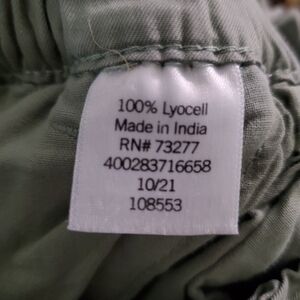 100% Lyocell
Made in India
RN# 73277
400283716658
10/21
108553